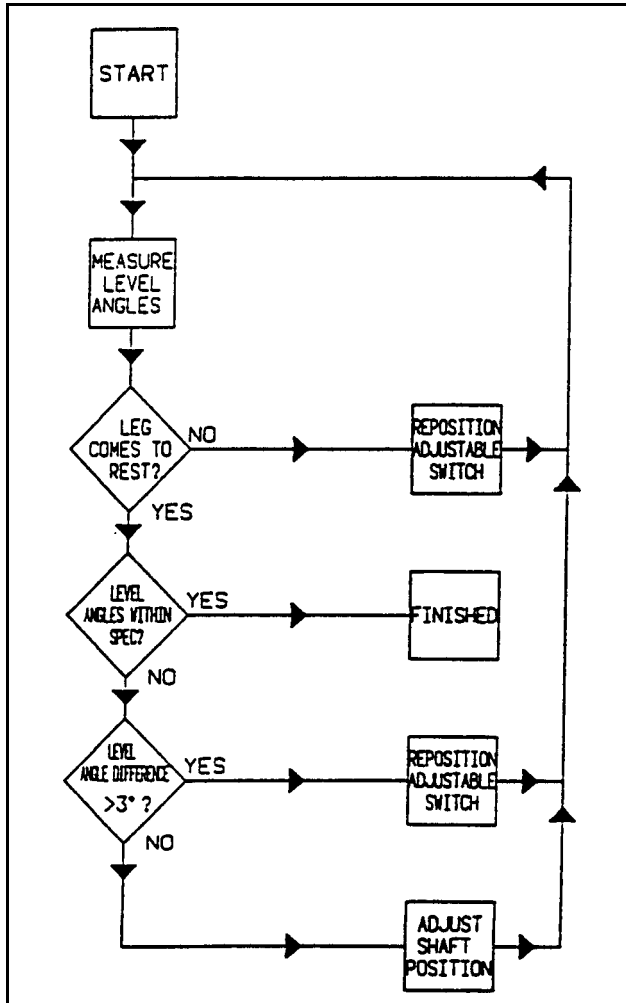 START
MEASURE
LEVEL
ANGLES
LEG
COMES TO
REST?
NO
REPOSITION
ADJUSTABLE
SWITCH
YES
LEVEL
ANGLES WITHIN
SPEC?
YES
FINISHED
NO
LEVEL
ANGLE DIFFERENCE
>3° ?
YES
REPOSITION
ADJUSTABLE
SWITCH
NO
ADJUST
SHAFT
POSITION